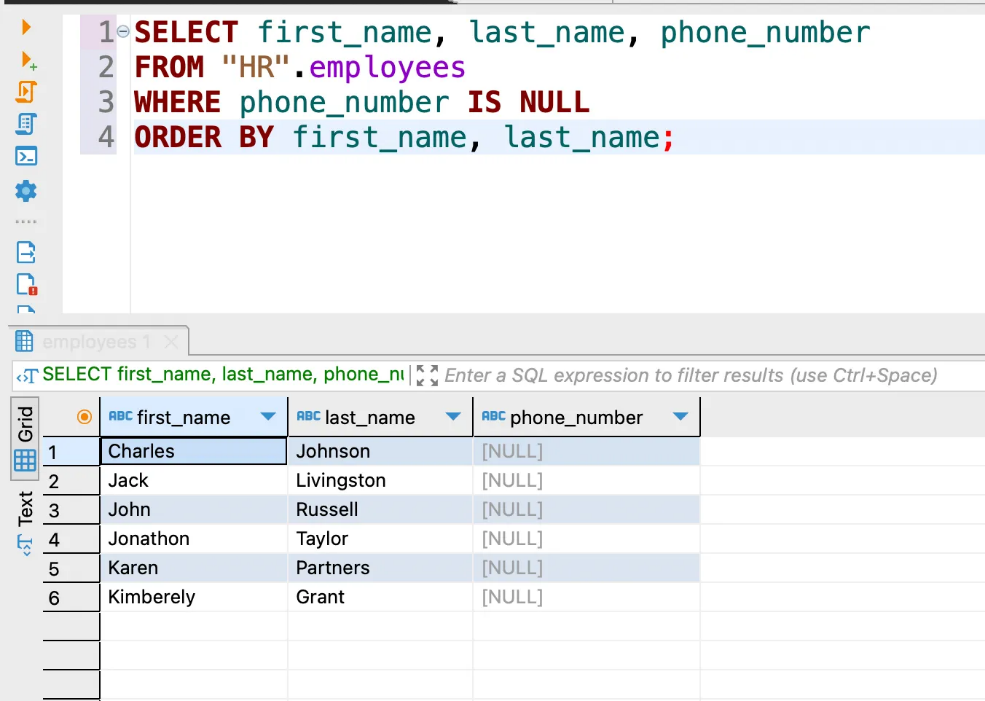 1 SELECT first_name, last_name, phone_number
2 FROM "HR".employees
3 WHERE phone_number IS NULL
4 ORDER BY first_name, last_name;
employees 1
SELECT first_name, last_name, phone_nu
Enter a SQL expression to filter results (use Ctrl+Space)
Grid
Text
ABC first_name ABC last_name ABC phone_number
1 Charles Johnson [NULL]
2 Jack Livingston [NULL]
3 John Russell [NULL]
4 Jonathon Taylor [NULL]
5 Karen Partners [NULL]
6 Kimberely Grant [NULL]